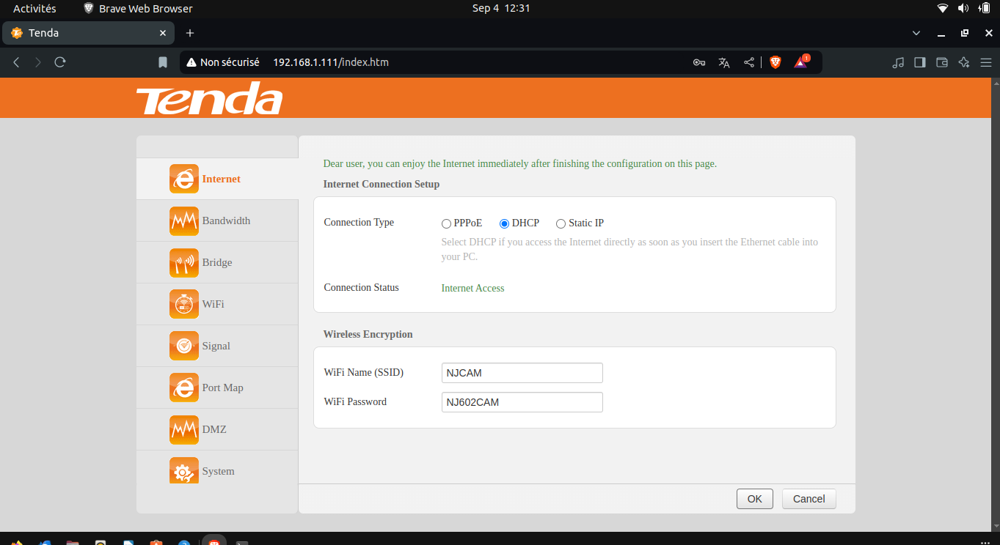 Activités
Brave Web Browser
Sep 4 12:31
Tenda
Non sécurisé
192.168.1.111/index.htm
1
Tenda
Internet
Bandwidth
Bridge
WiFi
Signal
Port Map
DMZ
System
Dear user, you can enjoy the Internet immediately after finishing the configuration on this page.
Internet Connection Setup
Connection Type
PPPoE
DHCP
Static IP
Select DHCP if you access the Internet directly as soon as you insert the Ethernet cable into
your PC.
Connection Status
Internet Access
Wireless Encryption
WiFi Name (SSID)
NJCAM
WiFi Password
NJ602CAM
OK
Cancel